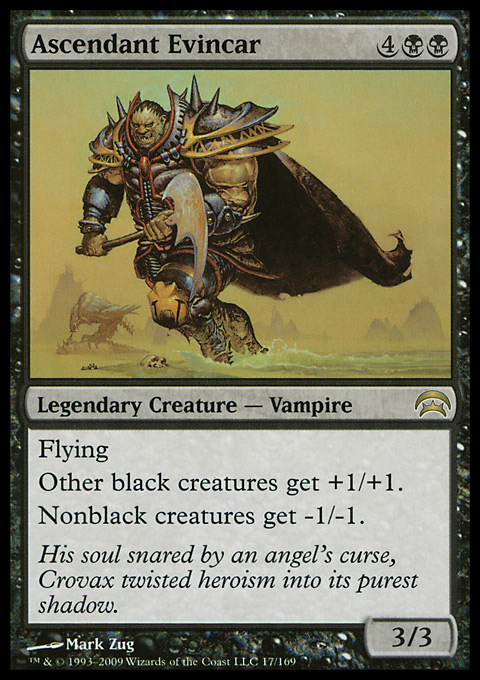 Ascendant Evincar 4
Legendary Creature — Vampire
Flying
Other black creatures get +1/+1.
Nonblack creatures get -1/-1.
His soul snared by an angel's curse,
Crovax twisted heroism into its purest
shadow.
Mark Zug
3/3
™ & © 1993–2009 Wizards of the Coast LLC 17/169